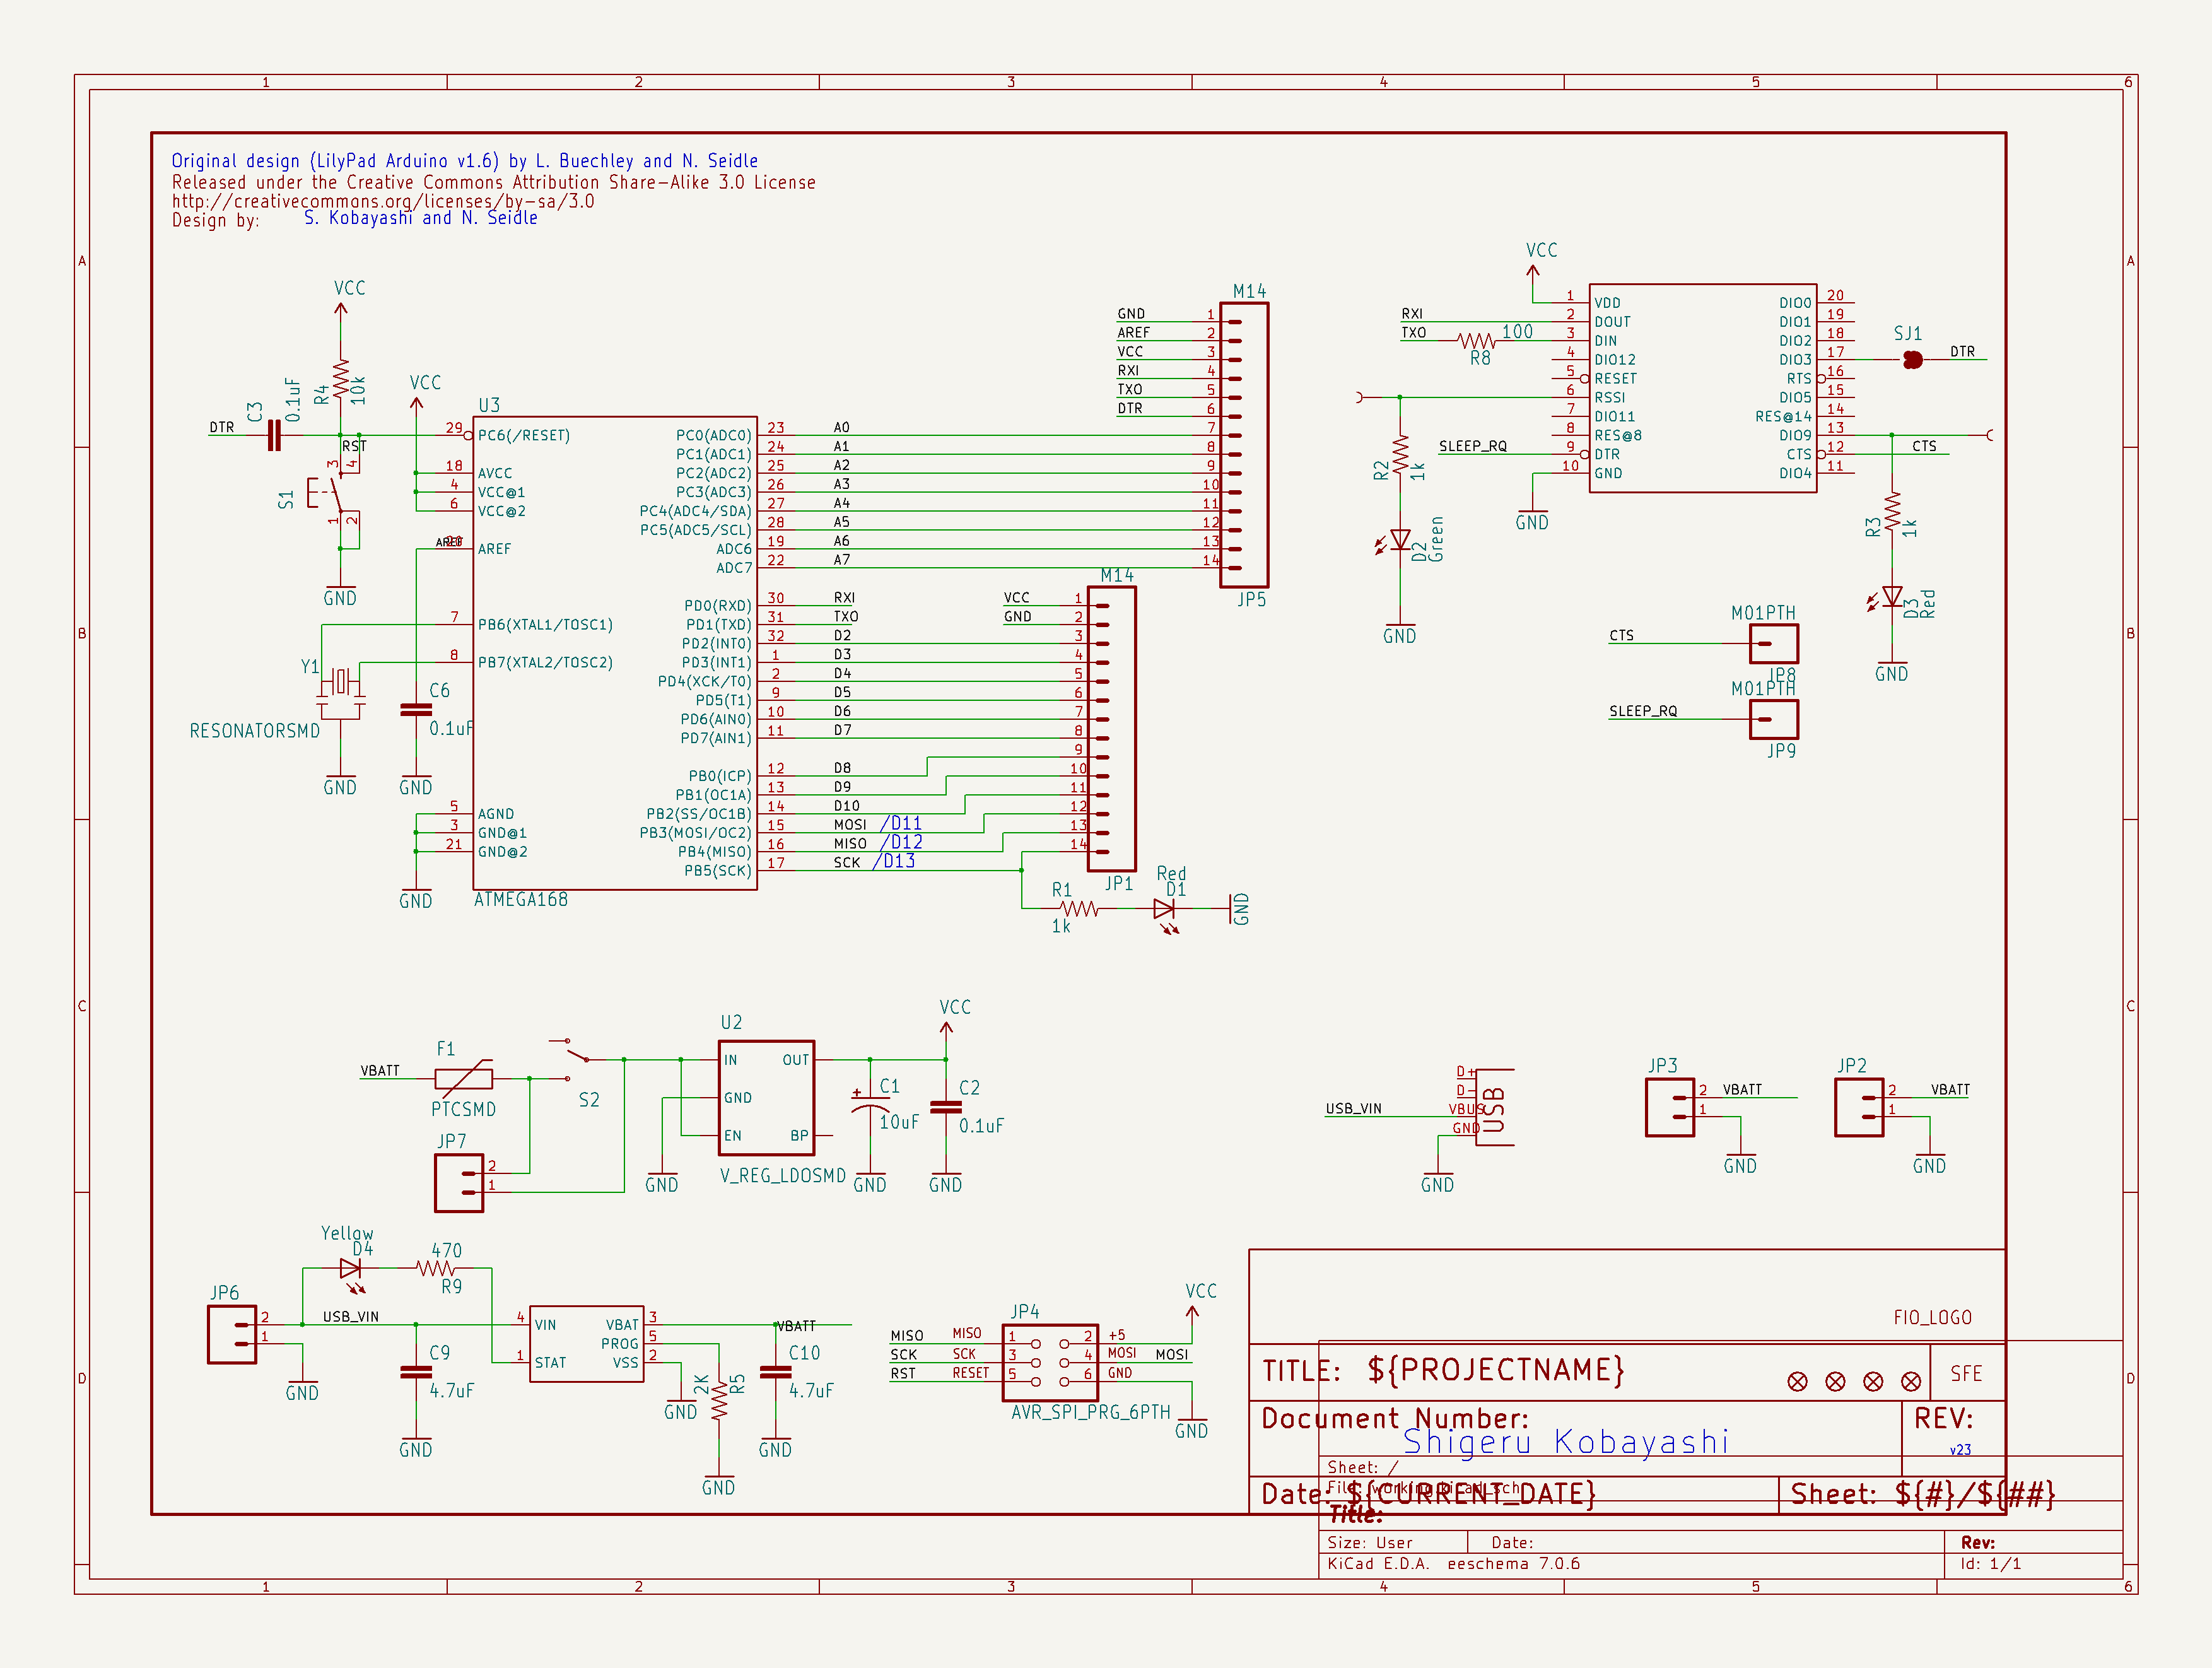 1 2 3 4 5 6
A
B
C
D
Original design (LilyPad Arduino v1.6) by L. Buechley and N. Seidle
Released under the Creative Commons Attribution Share-Alike 3.0 License
http://creativecommons.org/licenses/by-sa/3.0
Design by: S. Kobayashi and N. Seidle
VCC
R4
10k
C3
0.1uF
DTR
RST
S1
3
4
1
2
GND
VCC
U3
29 PC6(/RESET)
18 AVCC
4 VCC@1
6 VCC@2
AREF
20 AREF
7 PB6(XTAL1/TOSC1)
8 PB7(XTAL2/TOSC2)
5 AGND
3 GND@1
21 GND@2
ATMEGA168
Y1
RESONATORSMD
GND
C6
0.1uF
GND
GND
PC0(ADC0) 23 A0
PC1(ADC1) 24 A1
PC2(ADC2) 25 A2
PC3(ADC3) 26 A3
PC4(ADC4/SDA) 27 A4
PC5(ADC5/SCL) 28 A5
ADC6 19 A6
ADC7 22 A7
PD0(RXD) 30 RXI
PD1(TXD) 31 TXO
PD2(INT0) 32 D2
PD3(INT1) 1 D3
PD4(XCK/T0) 2 D4
PD5(T1) 9 D5
PD6(AIN0) 10 D6
PD7(AIN1) 11 D7
PB0(ICP) 12 D8
PB1(OC1A) 13 D9
PB2(SS/OC1B) 14 D10
PB3(MOSI/OC2) 15 MOSI /D11
PB4(MISO) 16 MISO /D12
PB5(SCK) 17 SCK /D13
M14
GND 1
AREF 2
VCC 3
RXI 4
TXO 5
DTR 6
7
8
9
10
11
12
13
14
JP5
M14
VCC 1
GND 2
3
4
5
6
7
8
9
10
11
12
13
14
JP1
R1
1k
Red
D1
GND
VCC
1 VDD
RXI 2 DOUT
TXO R8 100 3 DIN
4 DIO12
5 RESET
6 RSSI
7 DIO11
8 RES@8
SLEEP_RQ 9 DTR
10 GND
GND
DIO0 20
DIO1 19
DIO2 18
DIO3 17
RTS 16
DIO5 15
RES@14 14
DIO9 13
CTS 12 CTS
DIO4 11
SJ1
DTR
R2
1k
D2
Green
GND
R3
1k
D3
Red
GND
M01PTH
CTS
JP8
M01PTH
SLEEP_RQ
JP9
VBATT
F1
PTCSMD
S2
JP7
2
1
U2
IN OUT
GND
EN BP
V_REG_LDOSMD
GND
VCC
C1
10uF
GND
C2
0.1uF
GND
USB_VIN
D+
D-
VBUS
GND
USB
GND
JP3
2 VBATT
1
GND
JP2
2 VBATT
1
GND
Yellow
D4
470
R9
JP6
2
1
USB_VIN
GND
C9
4.7uF
GND
4 VIN VBAT 3
PROG 5
1 STAT VSS 2
GND
2K
R5
GND
VBATT
C10
4.7uF
GND
JP4
VCC
MISO MISO 1 2 +5
SCK SCK 3 4 MOSI MOSI
RST RESET 5 6 GND
AVR_SPI_PRG_6PTH
GND
FIO_LOGO
TITLE: ${PROJECTNAME}
SFE
Document Number:
Shigeru Kobayashi
REV:
v23
Sheet: /
File: working.kicad_sch
Date: ${CURRENT_DATE}
Sheet: ${#}/${##}
Title:
Size: User Date: Rev:
KiCad E.D.A. eeschema 7.0.6 Id: 1/1
A
B
C
D
1 2 3 4 5 6